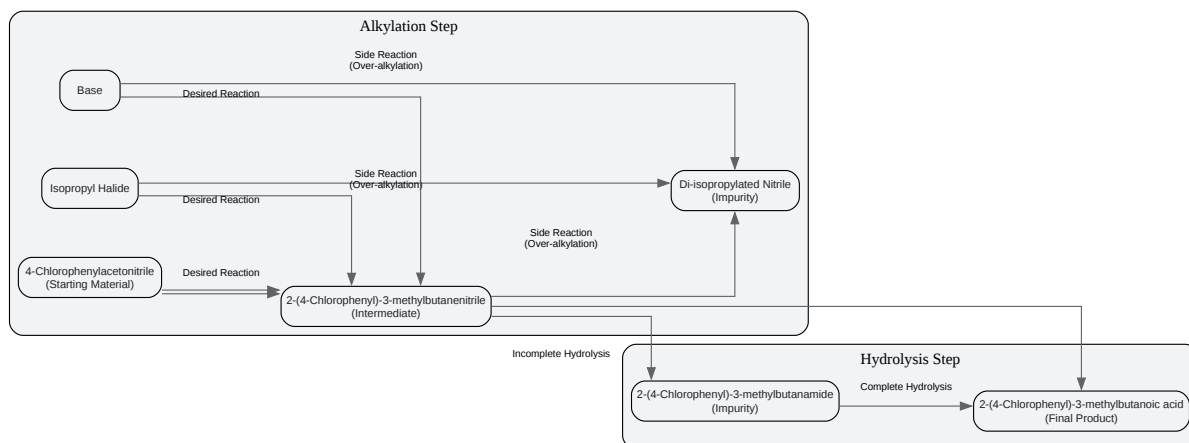 Alkylation Step
Side Reaction
(Over-alkylation)
Base
Desired Reaction
Side Reaction
(Over-alkylation)
Isopropyl Halide
Desired Reaction
Di-isopropylated Nitrile
(Impurity)
Side Reaction
(Over-alkylation)
4-Chlorophenylacetonitrile
(Starting Material)
Desired Reaction
2-(4-Chlorophenyl)-3-methylbutanenitrile
(Intermediate)
Incomplete Hydrolysis
Hydrolysis Step
2-(4-Chlorophenyl)-3-methylbutanamide
(Impurity)
Complete Hydrolysis
2-(4-Chlorophenyl)-3-methylbutanoic acid
(Final Product)